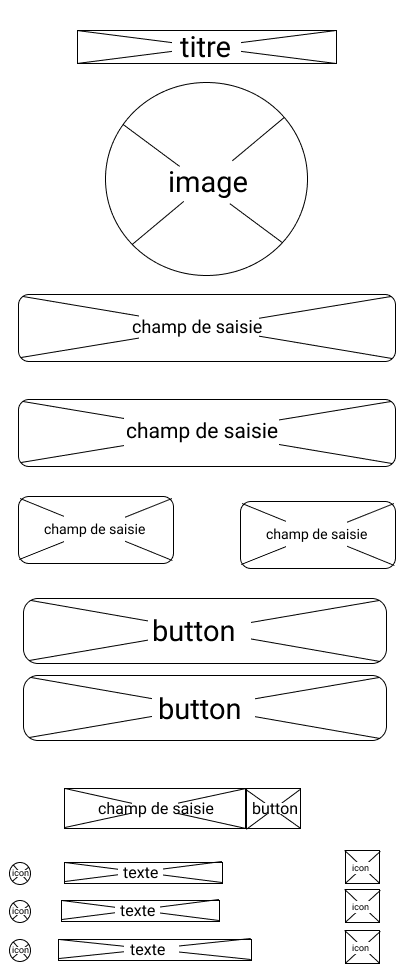 titre
image
champ de saisie
champ de saisie
champ de saisie
champ de saisie
button
button
champ de saisie
button
icon
texte
icon
icon
texte
icon
icon
texte
icon